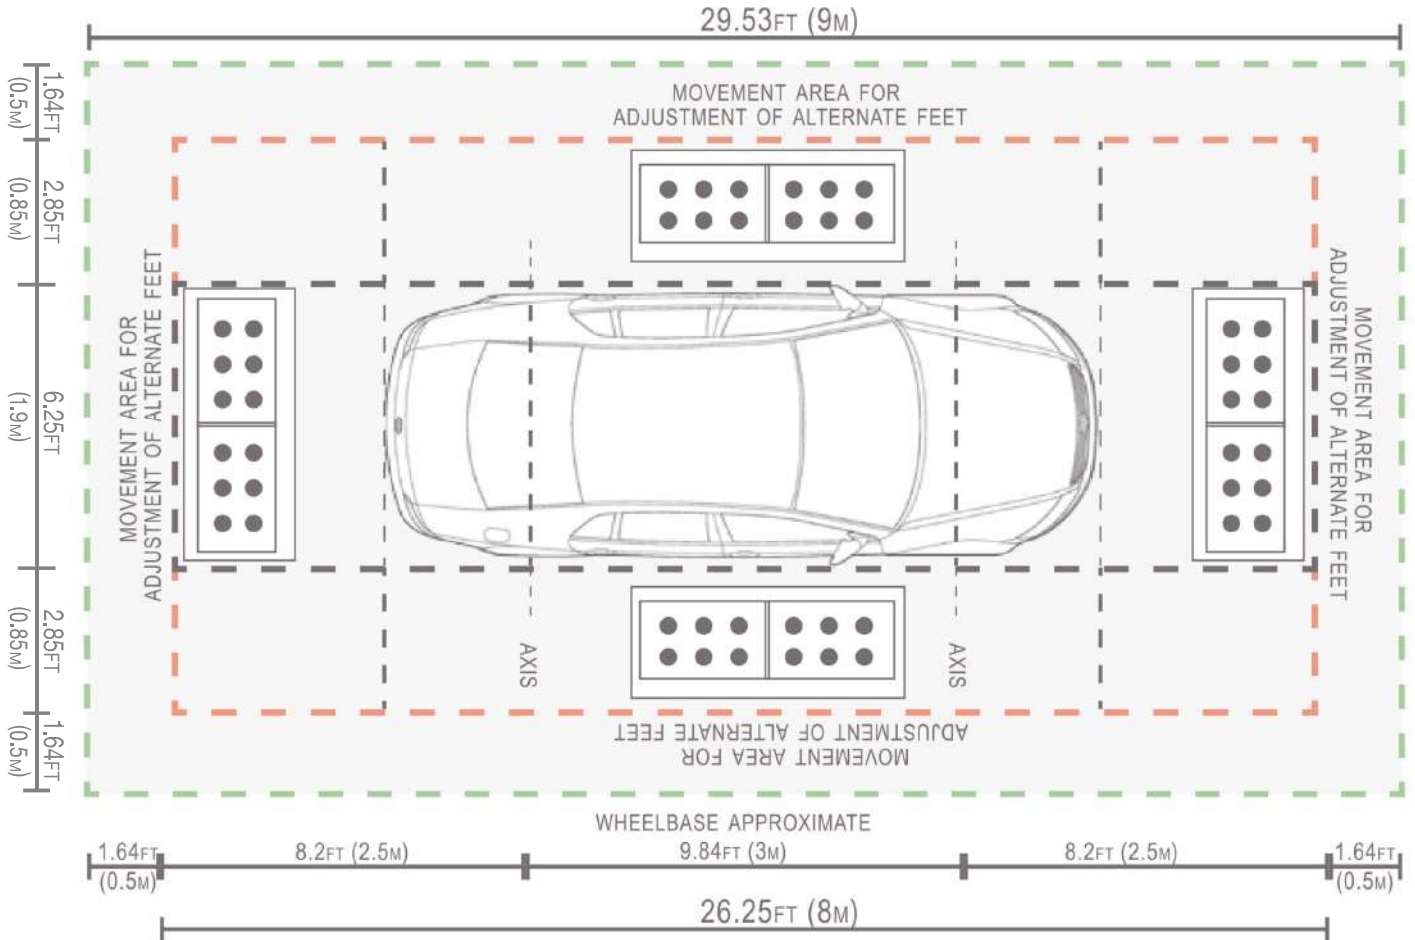 29.53FT (9M)
1.64FT
(0.5M)
2.85FT
(0.85M)
6.25FT
(1.9M)
2.85FT
(0.85M)
1.64FT
(0.5M)
MOVEMENT AREA FOR
ADJUSTMENT OF ALTERNATE FEET
MOVEMENT AREA FOR
ADJUSTMENT OF ALTERNATE FEET
MOVEMENT AREA FOR
ADJUSTMENT OF ALTERNATE FEET
AXIS
AXIS
MOVEMENT AREA FOR
ADJUSTMENT OF ALTERNATE FEET
WHEELBASE APPROXIMATE
1.64FT
(0.5M)
8.2FT (2.5M)
9.84FT (3M)
8.2FT (2.5M)
1.64FT
(0.5M)
26.25FT (8M)